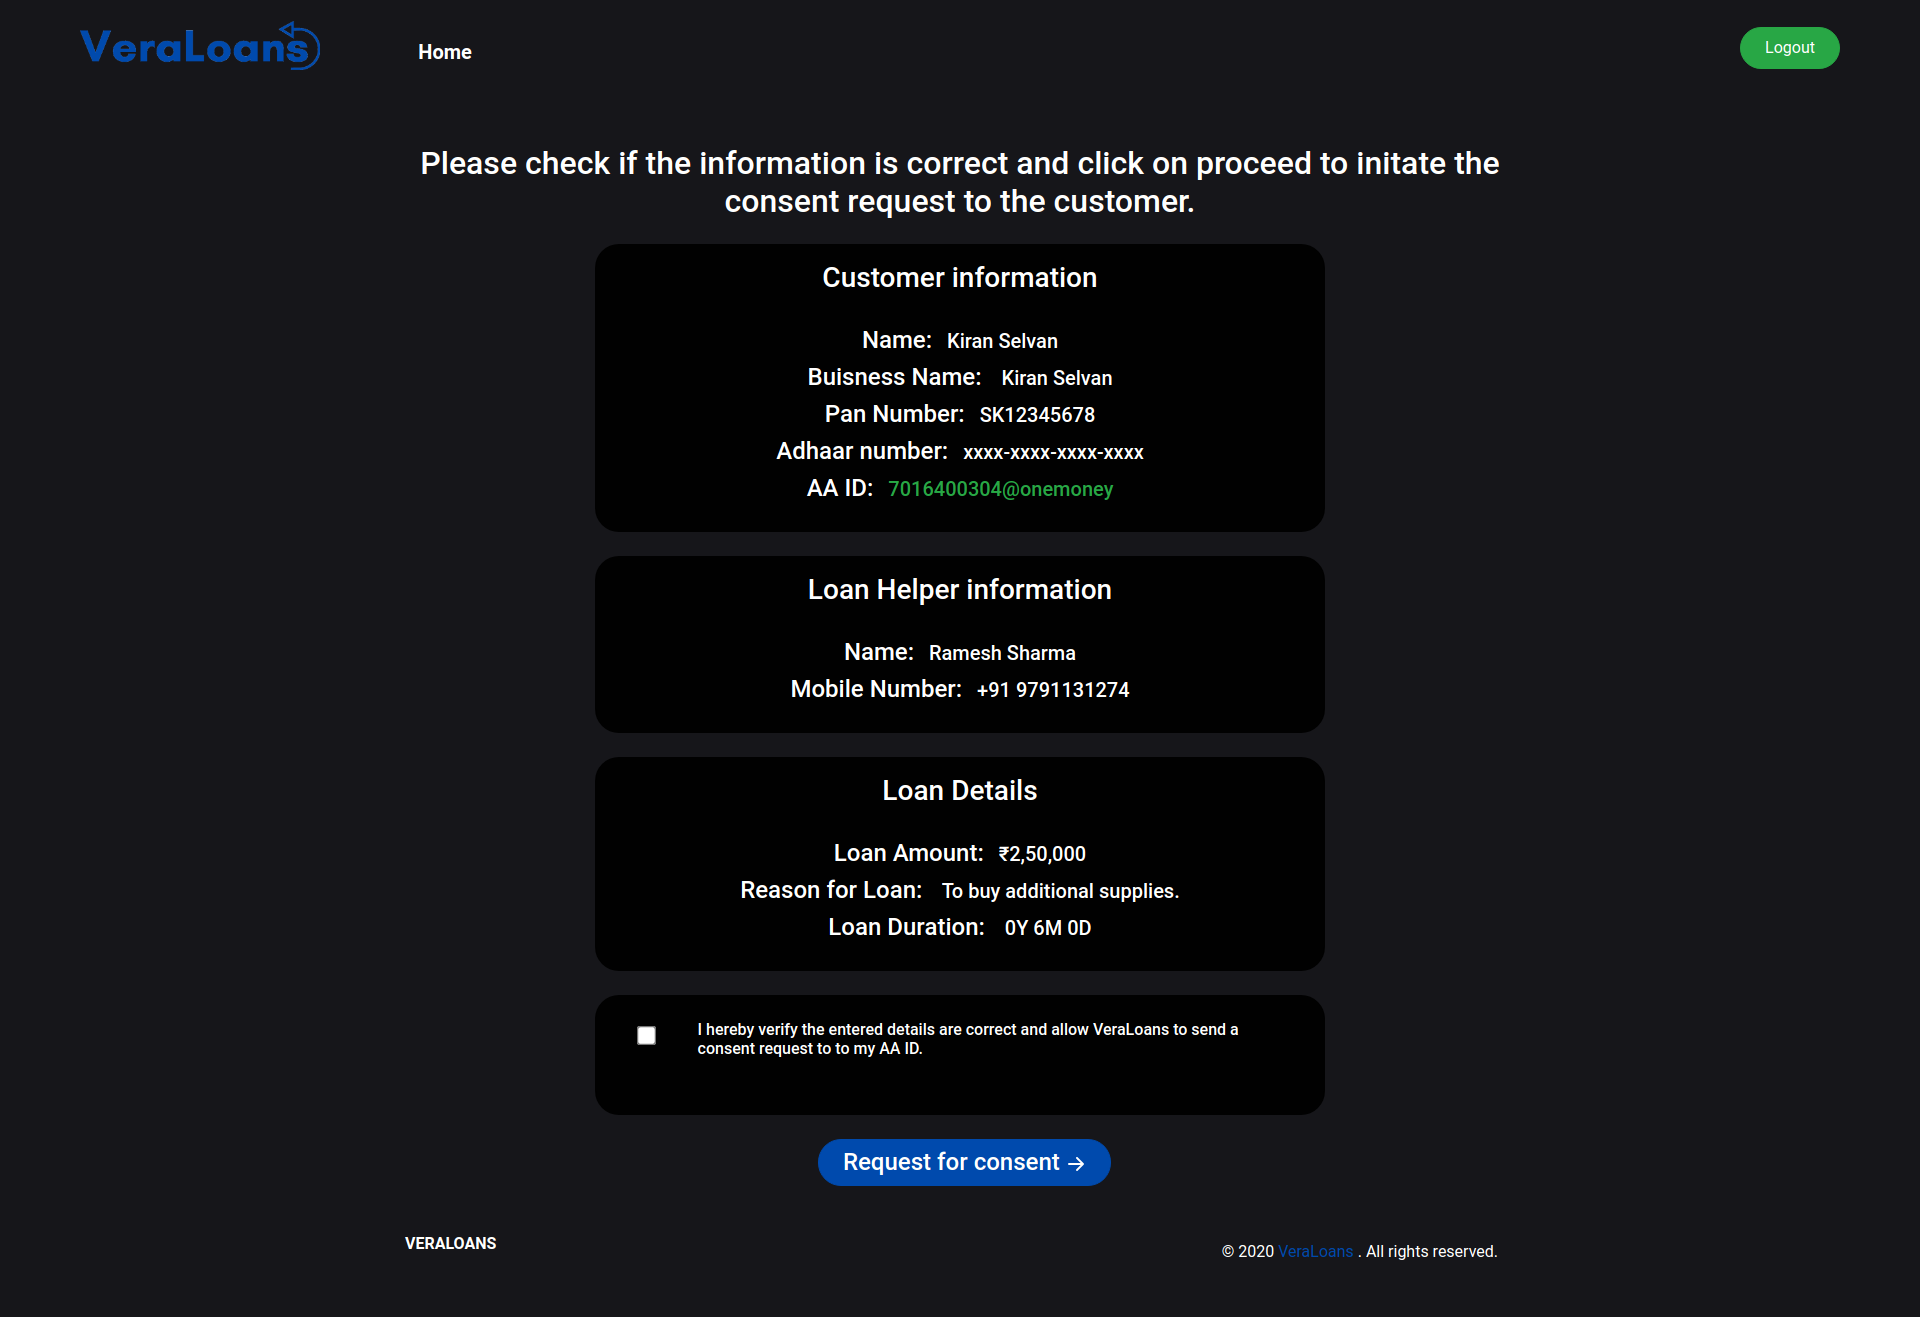 VeraLoans
Home
Logout
Please check if the information is correct and click on proceed to initate the
consent request to the customer.
Customer information
Name: Kiran Selvan
Buisness Name: Kiran Selvan
Pan Number: SK12345678
Adhaar number: xxxx-xxxx-xxxx-xxxx
AA ID: 7016400304@onemoney
Loan Helper information
Name: Ramesh Sharma
Mobile Number: +91 9791131274
Loan Details
Loan Amount: ₹2,50,000
Reason for Loan: To buy additional supplies.
Loan Duration: 0Y 6M 0D
I hereby verify the entered details are correct and allow VeraLoans to send a
consent request to to my AA ID.
Request for consent →
VERALOANS
© 2020 VeraLoans . All rights reserved.